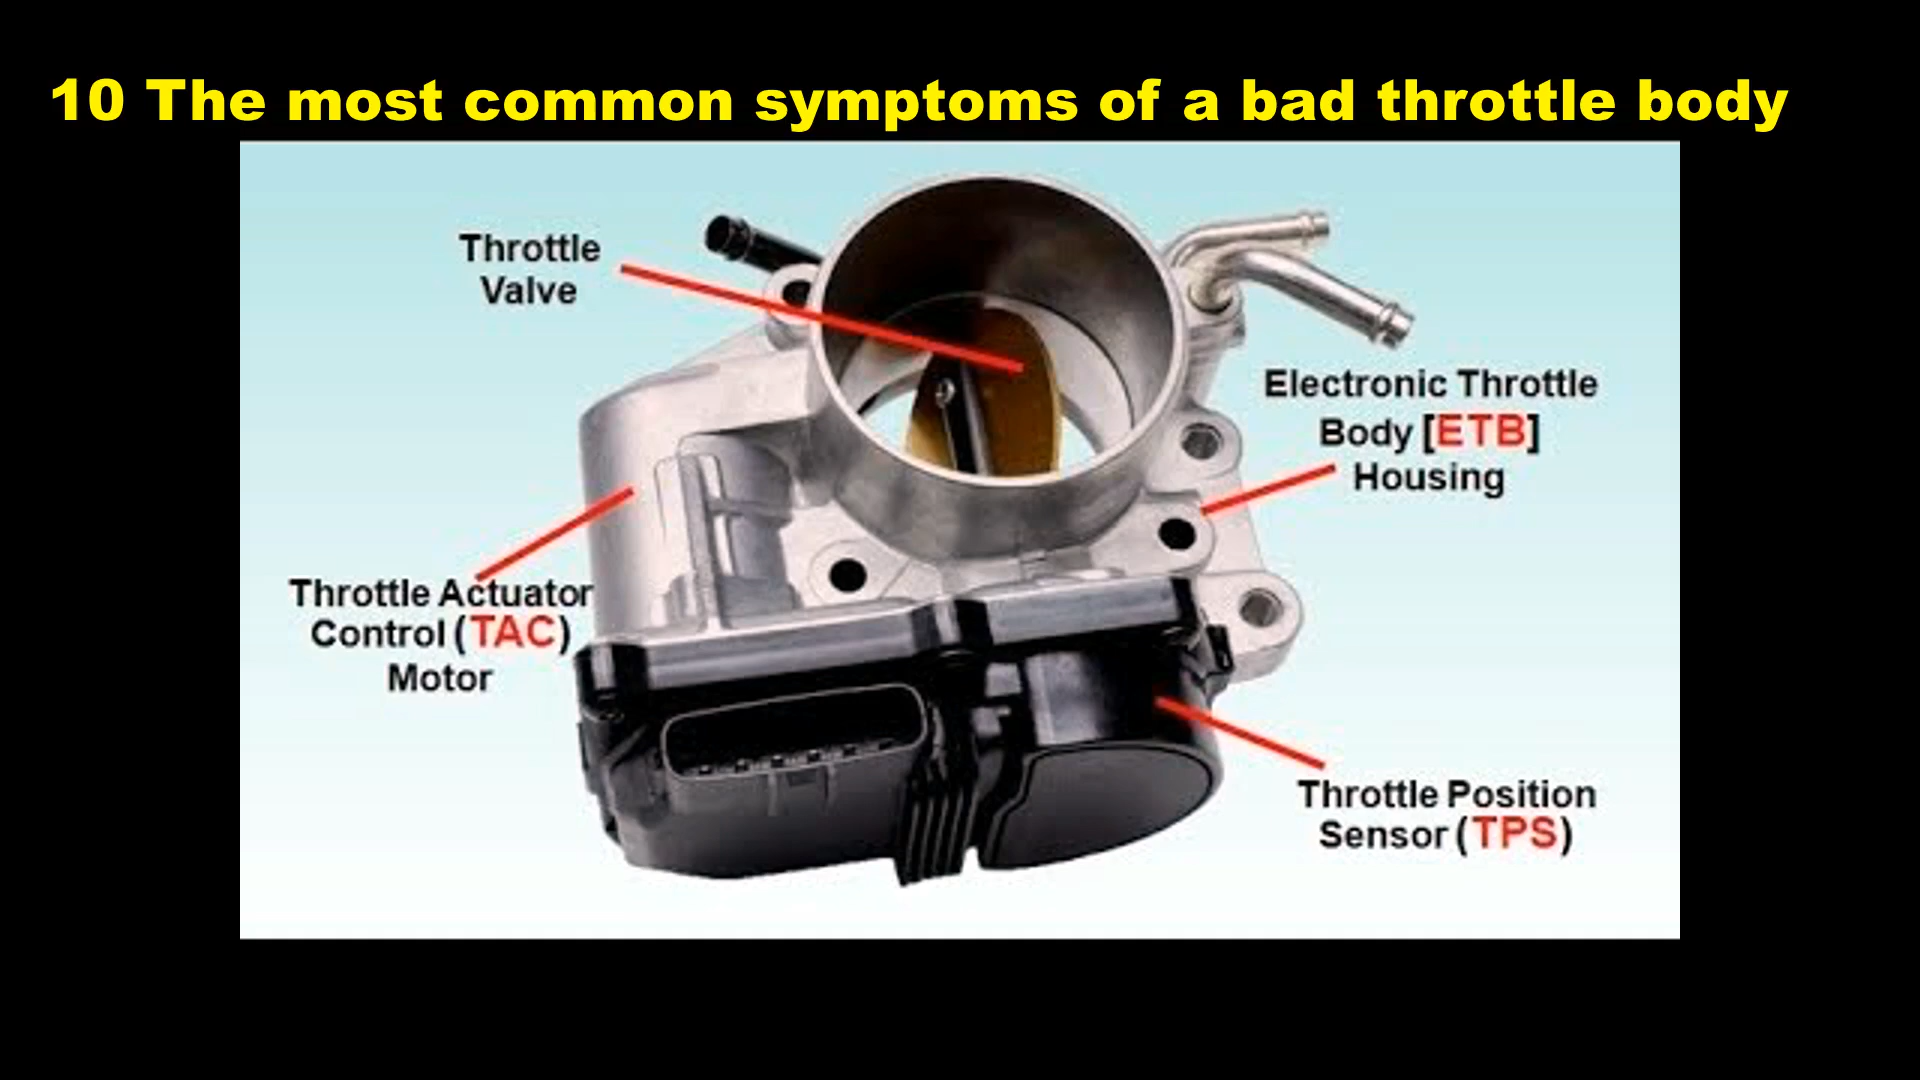 10 The most common symptoms of a bad throttle body
Throttle
Valve
Electronic Throttle
Body [ETB]
Housing
Throttle Actuator
Control (TAC)
Motor
Throttle Position
Sensor (TPS)